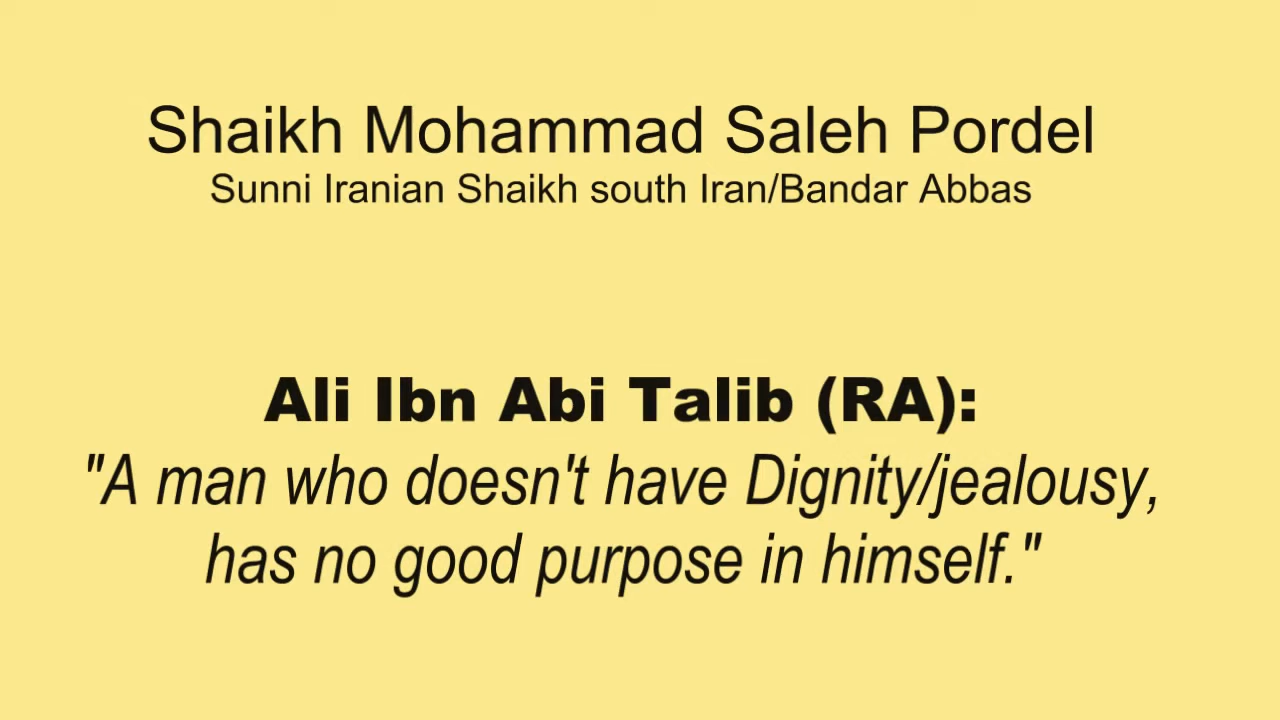 Shaikh Mohammad Saleh Pordel
Sunni Iranian Shaikh south Iran/Bandar Abbas
Ali Ibn Abi Talib (RA):
"A man who doesn't have Dignity/jealousy,
has no good purpose in himself."